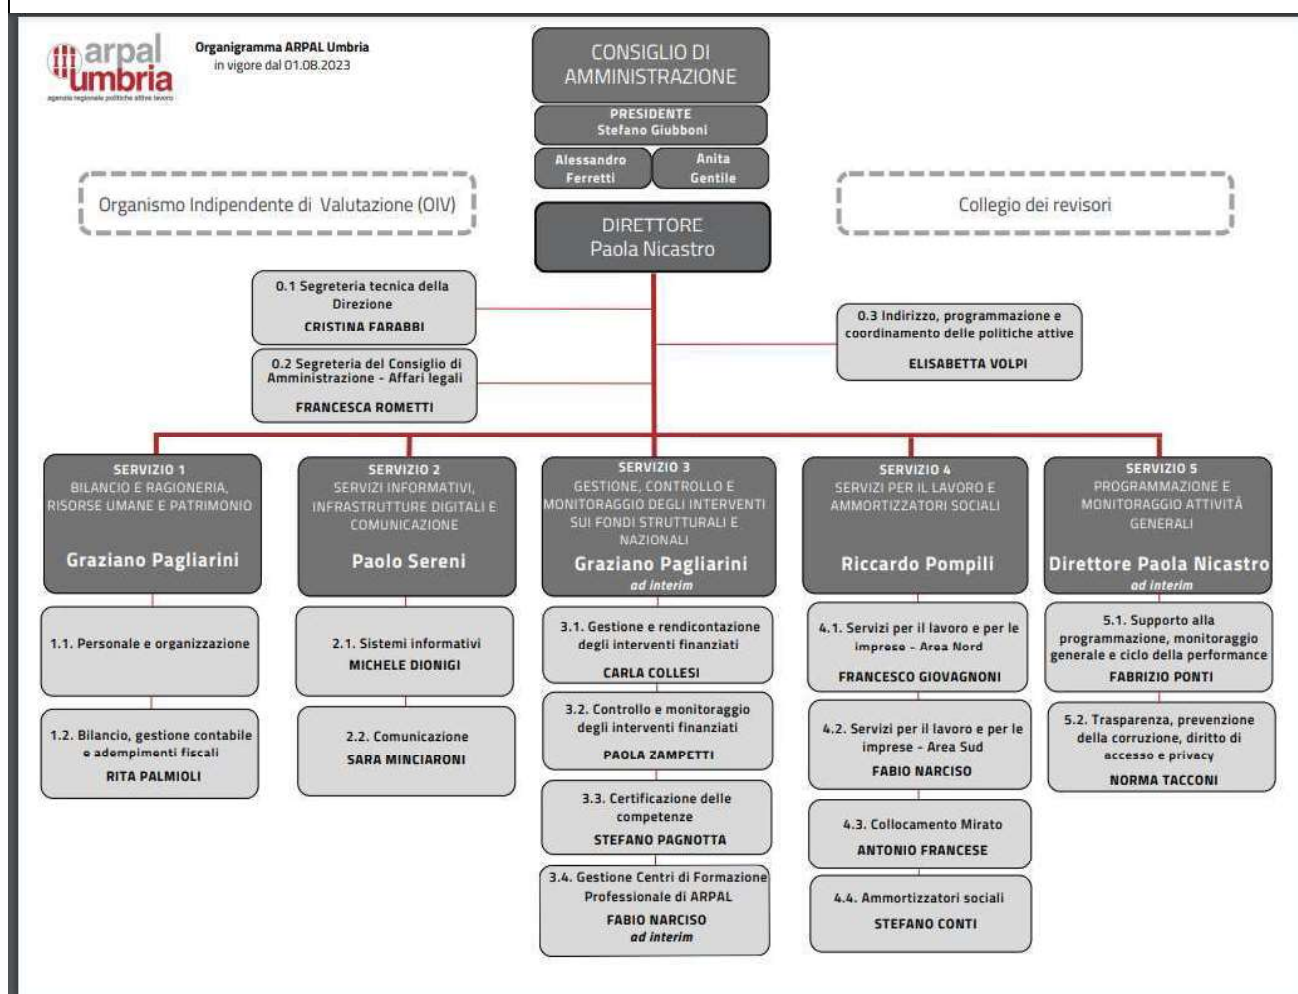 arpal
umbria
agenzia regionale politiche attive lavoro
Organigramma ARPAL Umbria
in vigore dal 01.08.2023
CONSIGLIO DI
AMMINISTRAZIONE
PRESIDENTE
Stefano Giubboni
Alessandro
Ferretti
Anita
Gentile
Organismo Indipendente di Valutazione (OIV)
Collegio dei revisori
DIRETTORE
Paola Nicastro
0.1 Segreteria tecnica della
Direzione
CRISTINA FARABBI
0.2 Segreteria del Consiglio di
Amministrazione - Affari legali
FRANCESCA ROMETTI
0.3 Indirizzo, programmazione e
coordinamento delle politiche attive
ELISABETTA VOLPI
SERVIZIO 1
BILANCIO E RAGIONERIA,
RISORSE UMANE E PATRIMONIO
Graziano Pagliarini
1.1. Personale e organizzazione
1.2. Bilancio, gestione contabile
e adempimenti fiscali
RITA PALMIOLI
SERVIZIO 2
SERVIZI INFORMATIVI,
INFRASTRUTTURE DIGITALI E
COMUNICAZIONE
Paolo Sereni
2.1. Sistemi informativi
MICHELE DIONIGI
2.2. Comunicazione
SARA MINCIARONI
SERVIZIO 3
GESTIONE, CONTROLLO E
MONITORAGGIO DEGLI INTERVENTI
SUI FONDI STRUTTURALI E
NAZIONALI
Graziano Pagliarini
ad interim
3.1. Gestione e rendicontazione
degli interventi finanziati
CARLA COLLESI
3.2. Controllo e monitoraggio
degli interventi finanziati
PAOLA ZAMPETTI
3.3. Certificazione delle
competenze
STEFANO PAGNOTTA
3.4. Gestione Centri di Formazione
Professionale di ARPAL
FABIO NARCISO
ad interim
SERVIZIO 4
SERVIZI PER IL LAVORO E
AMMORTIZZATORI SOCIALI
Riccardo Pompili
4.1. Servizi per il lavoro e per le
imprese - Area Nord
FRANCESCO GIOVAGNONI
4.2. Servizi per il lavoro e per le
imprese - Area Sud
FABIO NARCISO
4.3. Collocamento Mirato
ANTONIO FRANCESE
4.4. Ammortizzatori sociali
STEFANO CONTI
SERVIZIO 5
PROGRAMMAZIONE E
MONITORAGGIO ATTIVITÀ
GENERALI
Direttore Paola Nicastro
ad interim
5.1. Supporto alla
programmazione, monitoraggio
generale e ciclo della performance
FABRIZIO PONTI
5.2. Trasparenza, prevenzione
della corruzione, diritto di
accesso e privacy
NORMA TACCONI